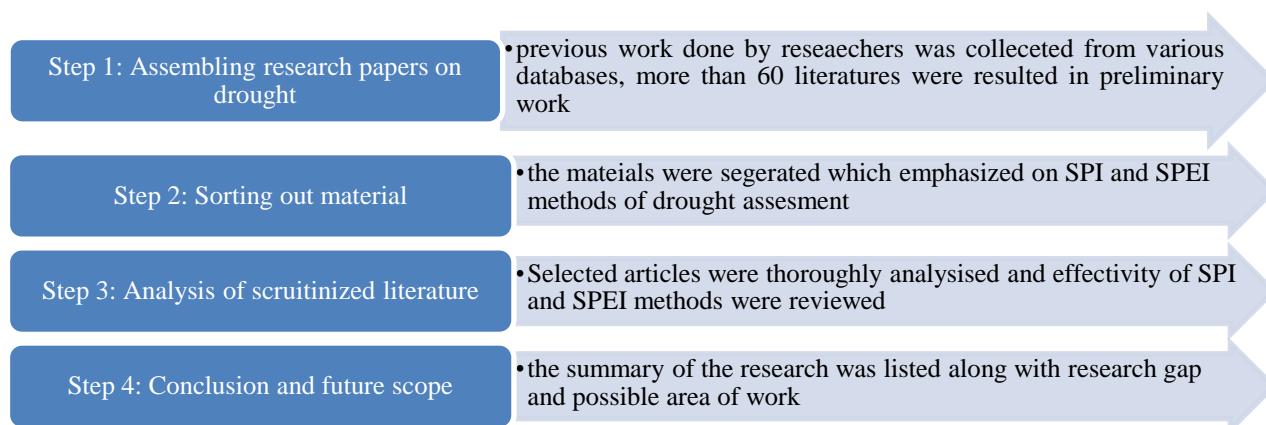 Step 1: Assembling research papers on
drought
•previous work done by reseaechers was colleceted from various
databases, more than 60 literatures were resulted in preliminary
work
Step 2: Sorting out material
•the mateials were segerated which emphasized on SPI and SPEI
methods of drought assesment
Step 3: Analysis of scruitinized literature
•Selected articles were thoroughly analysised and effectivity of SPI
and SPEI methods were reviewed
Step 4: Conclusion and future scope
•the summary of the research was listed along with research gap
and possible area of work